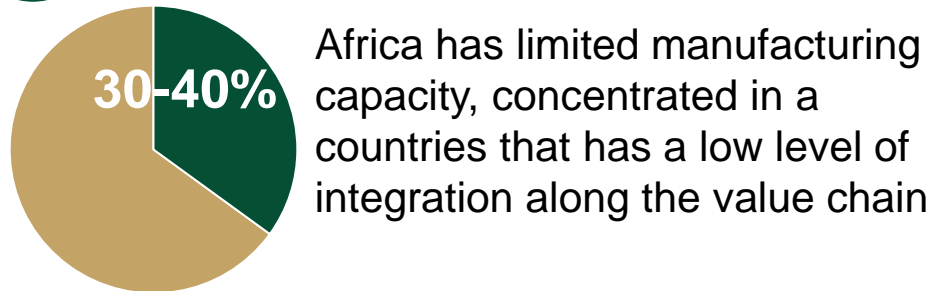 30-40%
Africa has limited manufacturing
capacity, concentrated in a
countries that has a low level of
integration along the value chain